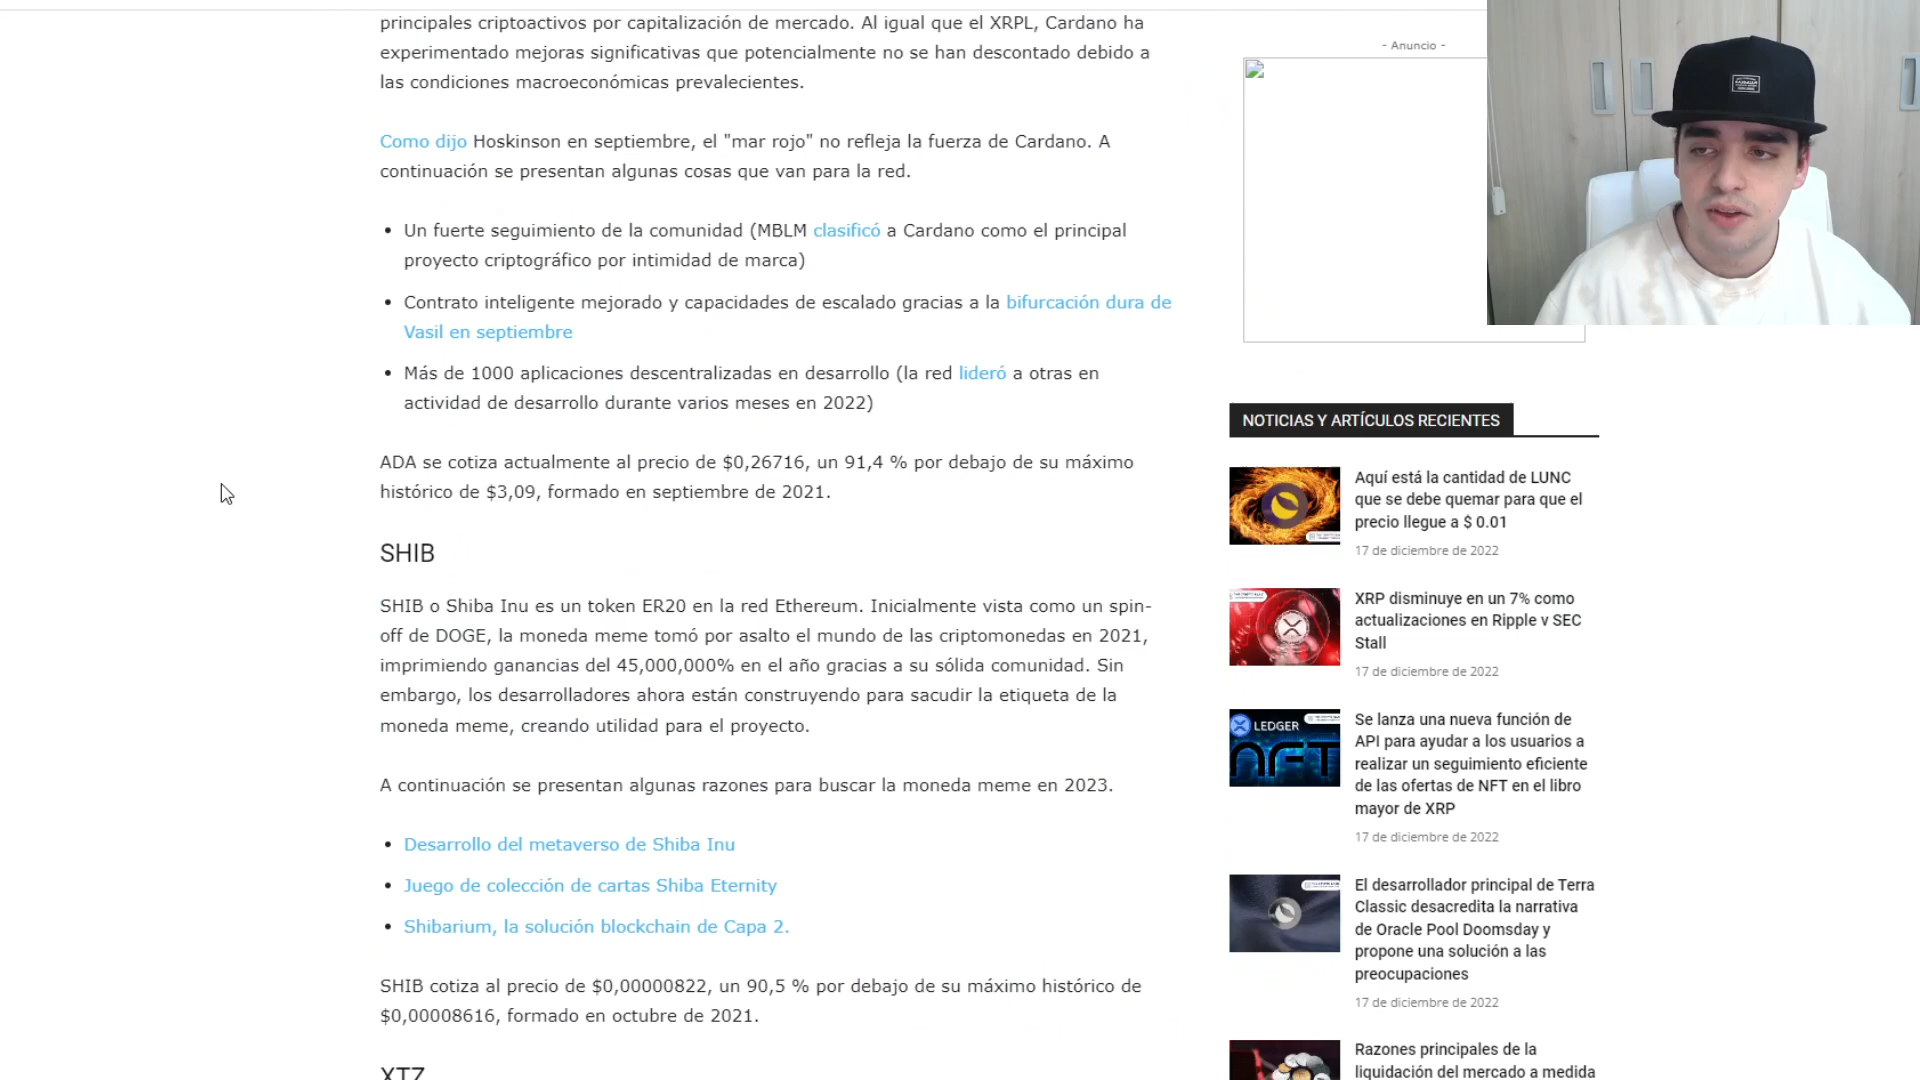 principales criptoactivos por capitalización de mercado. Al igual que el XRPL, Cardano ha
experimentado mejoras significativas que potencialmente no se han descontado debido a
las condiciones macroeconómicas prevalecientes.
Como dijo Hoskinson en septiembre, el "mar rojo" no refleja la fuerza de Cardano. A
continuación se presentan algunas cosas que van para la red.
• Un fuerte seguimiento de la comunidad (MBLM clasificó a Cardano como el principal
proyecto criptográfico por intimidad de marca)
• Contrato inteligente mejorado y capacidades de escalado gracias a la bifurcación dura de
Vasil en septiembre
• Más de 1000 aplicaciones descentralizadas en desarrollo (la red lideró a otras en
actividad de desarrollo durante varios meses en 2022)
ADA se cotiza actualmente al precio de $0,26716, un 91,4 % por debajo de su máximo
histórico de $3,09, formado en septiembre de 2021.
SHIB
SHIB o Shiba Inu es un token ER20 en la red Ethereum. Inicialmente vista como un spin-
off de DOGE, la moneda meme tomó por asalto el mundo de las criptomonedas en 2021,
imprimiendo ganancias del 45,000,000% en el año gracias a su sólida comunidad. Sin
embargo, los desarrolladores ahora están construyendo para sacudir la etiqueta de la
moneda meme, creando utilidad para el proyecto.
A continuación se presentan algunas razones para buscar la moneda meme en 2023.
• Desarrollo del metaverso de Shiba Inu
• Juego de colección de cartas Shiba Eternity
• Shibarium, la solución blockchain de Capa 2.
SHIB cotiza al precio de $0,00000822, un 90,5 % por debajo de su máximo histórico de
$0,00008616, formado en octubre de 2021.
XTZ
- Anuncio -
NOTICIAS Y ARTÍCULOS RECIENTES
Aquí está la cantidad de LUNC
que se debe quemar para que el
precio llegue a $ 0.01
17 de diciembre de 2022
XRP disminuye en un 7% como
actualizaciones en Ripple v SEC
Stall
17 de diciembre de 2022
LEDGER
NFT
Se lanza una nueva función de
API para ayudar a los usuarios a
realizar un seguimiento eficiente
de las ofertas de NFT en el libro
mayor de XRP
17 de diciembre de 2022
El desarrollador principal de Terra
Classic desacredita la narrativa
de Oracle Pool Doomsday y
propone una solución a las
preocupaciones
17 de diciembre de 2022
Razones principales de la
liquidación del mercado a medida